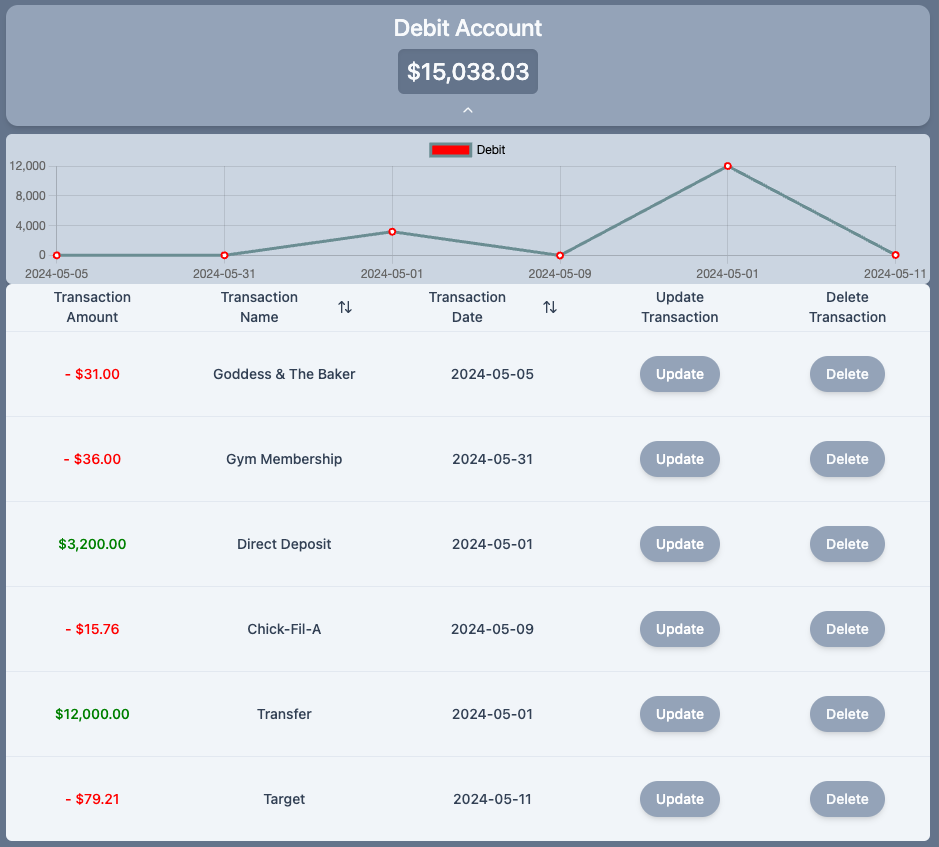 Debit Account
$15,038.03
Debit
12,000
8,000
4,000
0
2024-05-05 2024-05-31 2024-05-01 2024-05-09 2024-05-01 2024-05-11
Transaction Transaction Transaction Update Delete
Amount Name Date Transaction Transaction
- $31.00 Goddess & The Baker 2024-05-05 Update Delete
- $36.00 Gym Membership 2024-05-31 Update Delete
$3,200.00 Direct Deposit 2024-05-01 Update Delete
- $15.76 Chick-Fil-A 2024-05-09 Update Delete
$12,000.00 Transfer 2024-05-01 Update Delete
- $79.21 Target 2024-05-11 Update Delete